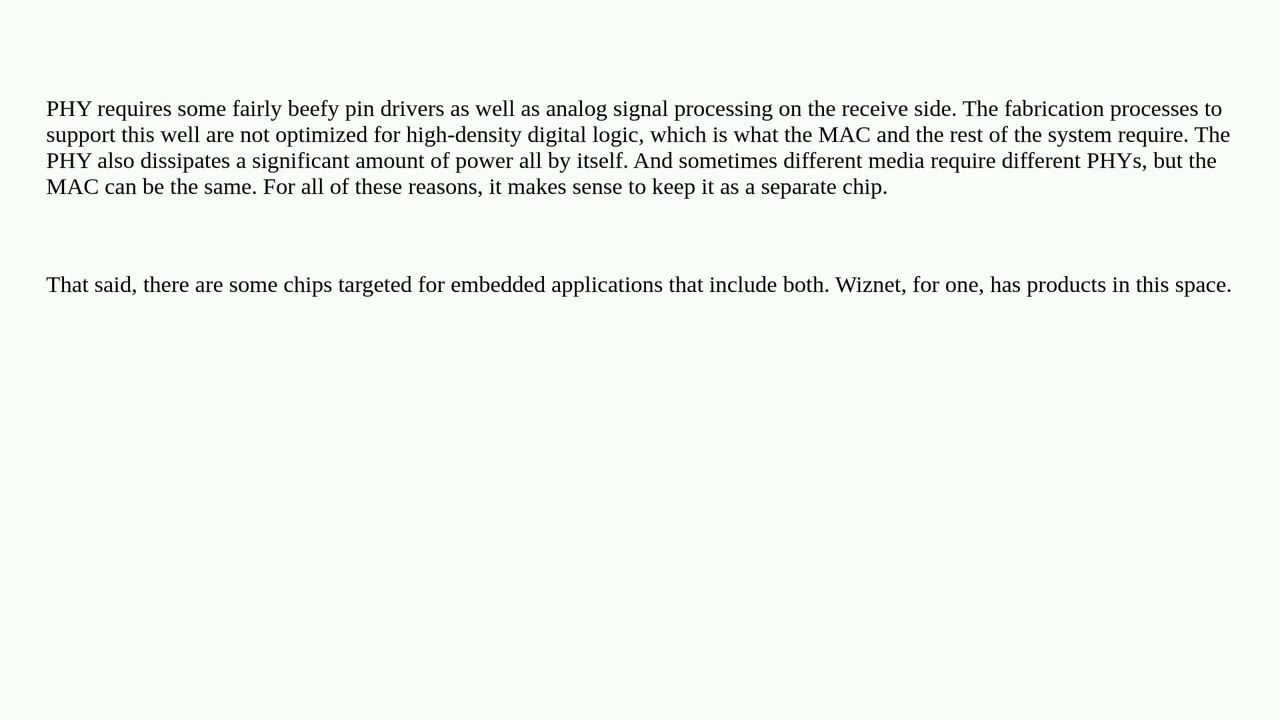 PHY requires some fairly beefy pin drivers as well as analog signal processing on the receive side. The fabrication processes to
support this well are not optimized for high-density digital logic, which is what the MAC and the rest of the system require. The
PHY also dissipates a significant amount of power all by itself. And sometimes different media require different PHYs, but the
MAC can be the same. For all of these reasons, it makes sense to keep it as a separate chip.
That said, there are some chips targeted for embedded applications that include both. Wiznet, for one, has products in this space.